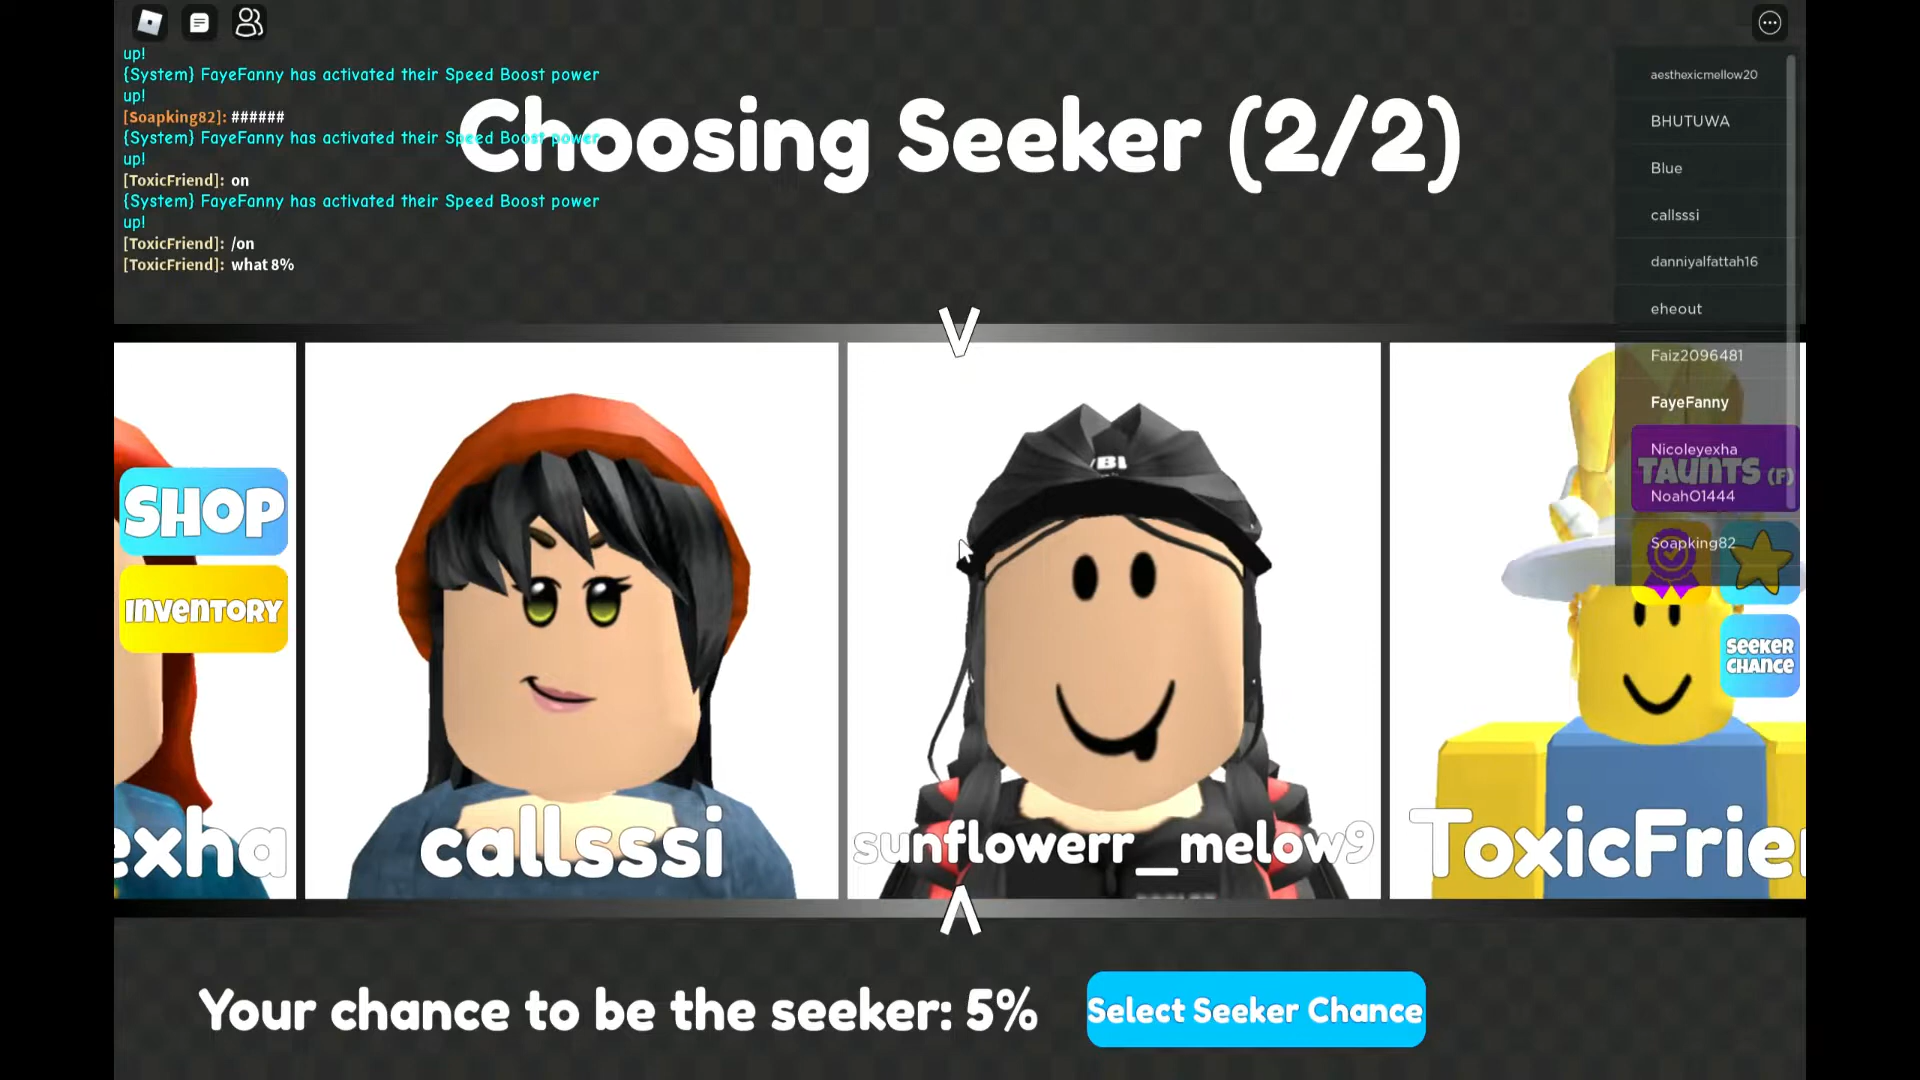 up!
{System} FayeFanny has activated their Speed Boost power
up!
[Soapking82]: ######
{System} FayeFanny has activated their Speed Boost power
up!
[ToxicFriend]: on
{System} FayeFanny has activated their Speed Boost power
up!
[ToxicFriend]: /on
[ToxicFriend]: what 8%
Choosing Seeker (2/2)
aesthexicmellow20
BHUTUWA
Blue
callsssi
danniyalfattah16
eheout
Faiz2096481
FayeFanny
Nicoleyexha
TAUNTS (F)
NoahO1444
Soapking82
SHOP
INVENTORY
SEEKER
CHANCE
V
exha
callsssi
sunflowerr_melow9
ToxicFrie
Your chance to be the seeker: 5%
Select Seeker Chance